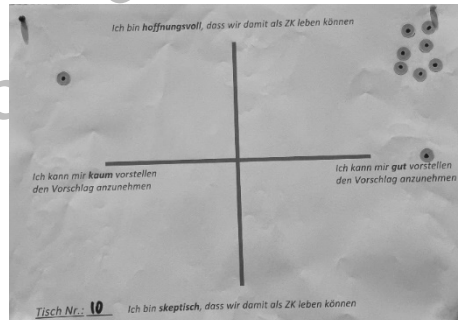 Ich bin hoffnungsvoll, dass wir damit als ZK leben können
Ich kann mir kaum vorstellen
den Vorschlag anzunehmen
Ich kann mir gut vorstellen
den Vorschlag anzunehmen
Tisch Nr.: 10
Ich bin skeptisch, dass wir damit als ZK leben können